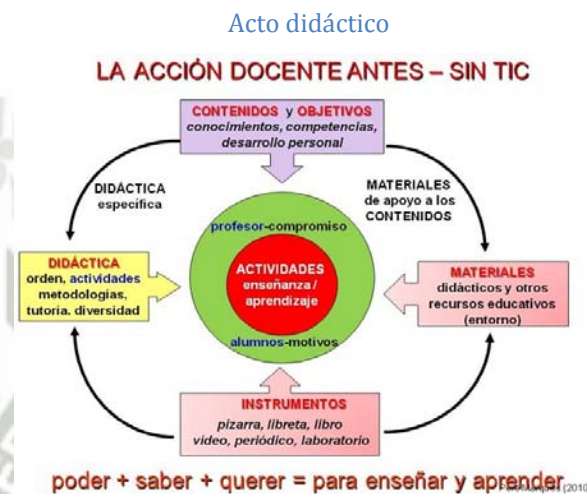 Acto didáctico
LA ACCIÓN DOCENTE ANTES – SIN TIC
CONTENIDOS y OBJETIVOS
conocimientos, competencias,
desarrollo personal
DIDÁCTICA
específica
MATERIALES
de apoyo a los
CONTENIDOS
profesor-compromiso
ACTIVIDADES
enseñanza /
aprendizaje
alumnos-motivos
DIDÁCTICA
orden, actividades
metodologías,
tutoría. diversidad
MATERIALES
didácticos y otros
recursos educativos
(entorno)
INSTRUMENTOS
pizarra, libreta, libro
vídeo, periódico, laboratorio
poder + saber + querer = para enseñar y aprender
(2010